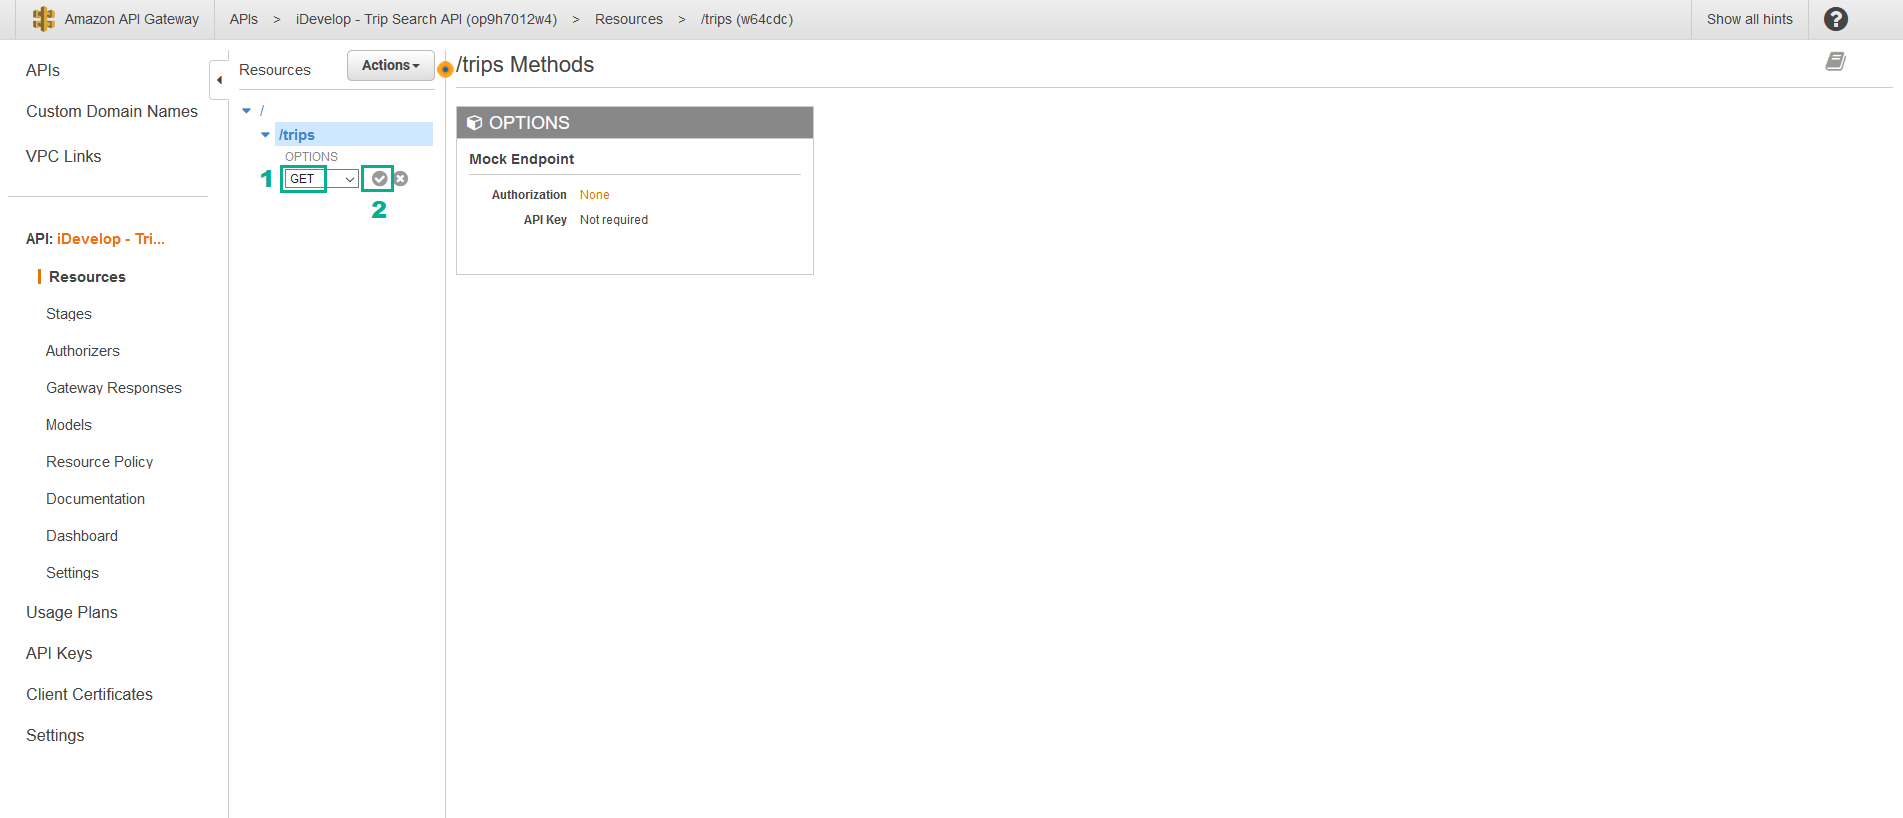 Amazon API Gateway
APIs > iDevelop - Trip Search API (op9h7012w4) > Resources > /trips (w64cdc)
Show all hints
?
APIs
Custom Domain Names
VPC Links
API: iDevelop - Tri...
Resources
Stages
Authorizers
Gateway Responses
Models
Resource Policy
Documentation
Dashboard
Settings
Usage Plans
API Keys
Client Certificates
Settings
Resources
Actions
/
/trips
OPTIONS
1 GET
2
/trips Methods
OPTIONS
Mock Endpoint
Authorization None
API Key Not required